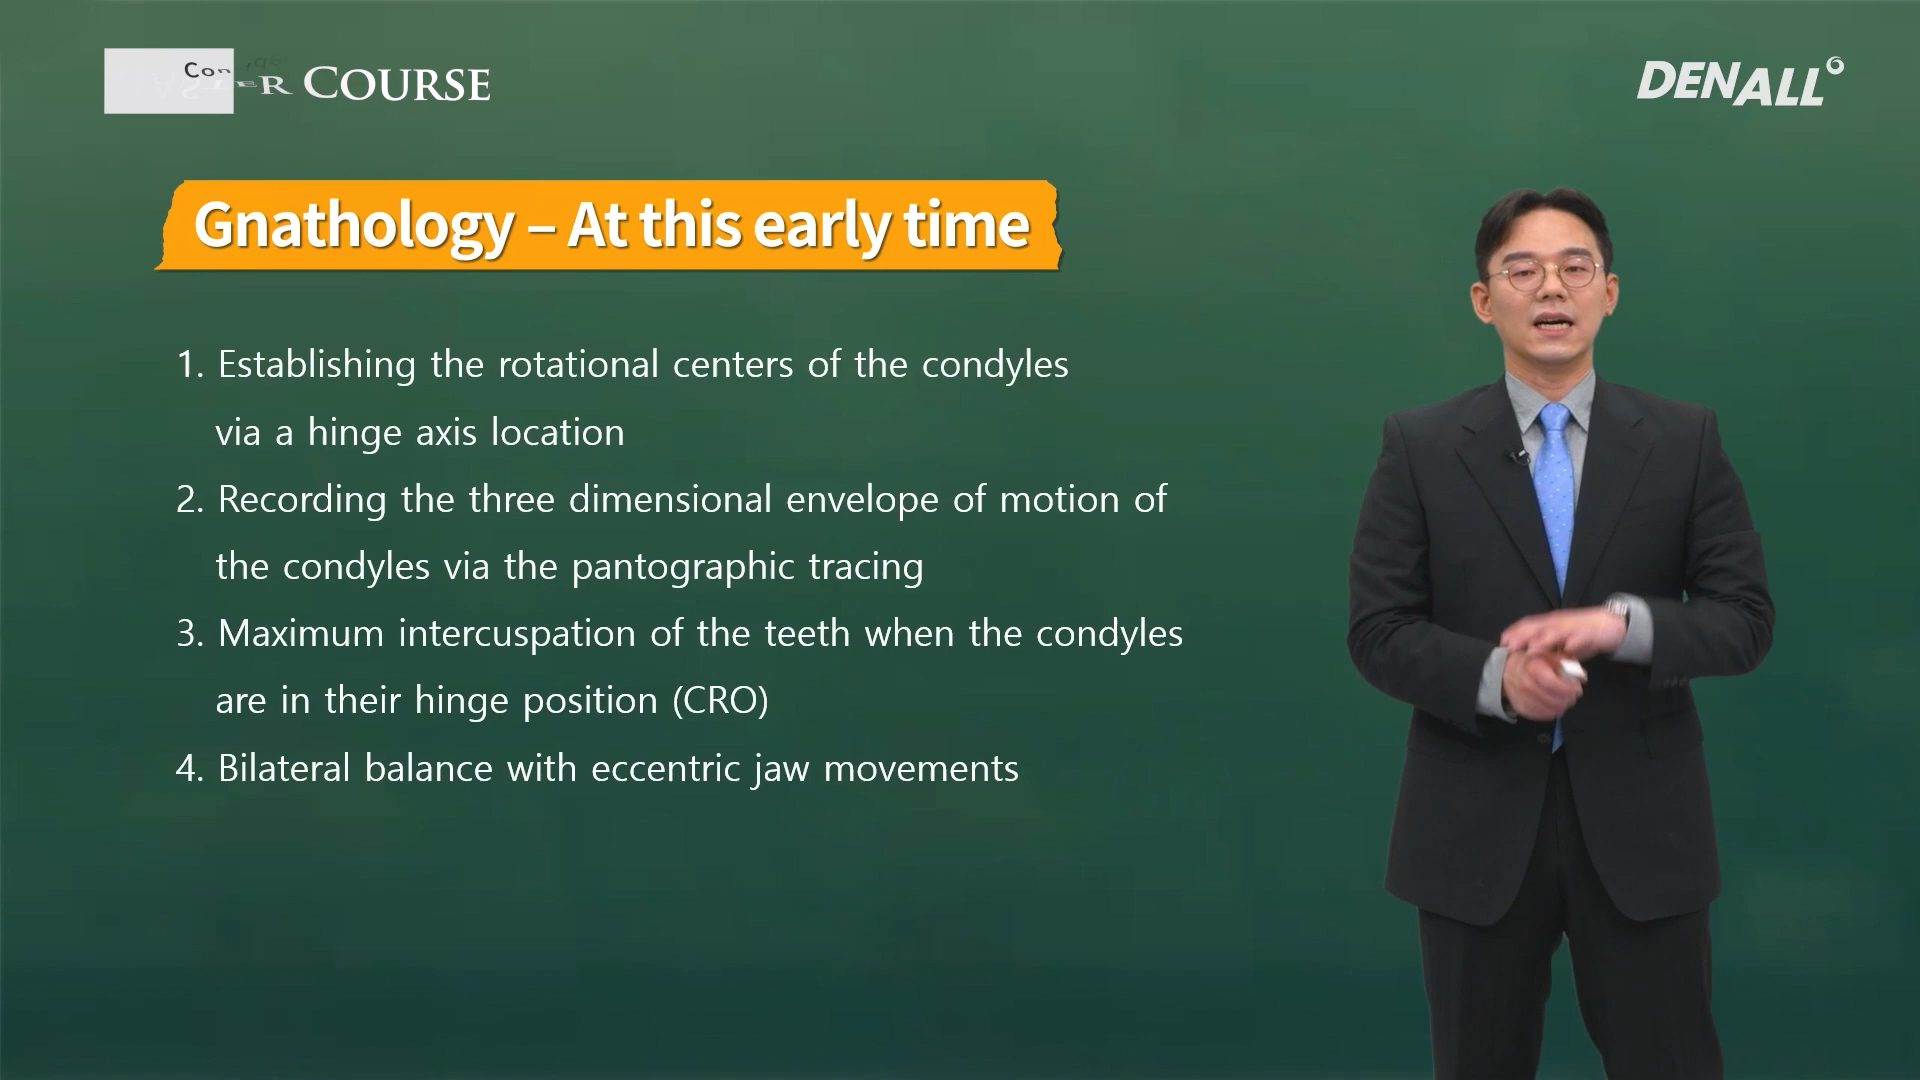 COURSE
DENALL
Gnathology – At this early time
1. Establishing the rotational centers of the condyles
via a hinge axis location
2. Recording the three dimensional envelope of motion of
the condyles via the pantographic tracing
3. Maximum intercuspation of the teeth when the condyles
are in their hinge position (CRO)
4. Bilateral balance with eccentric jaw movements